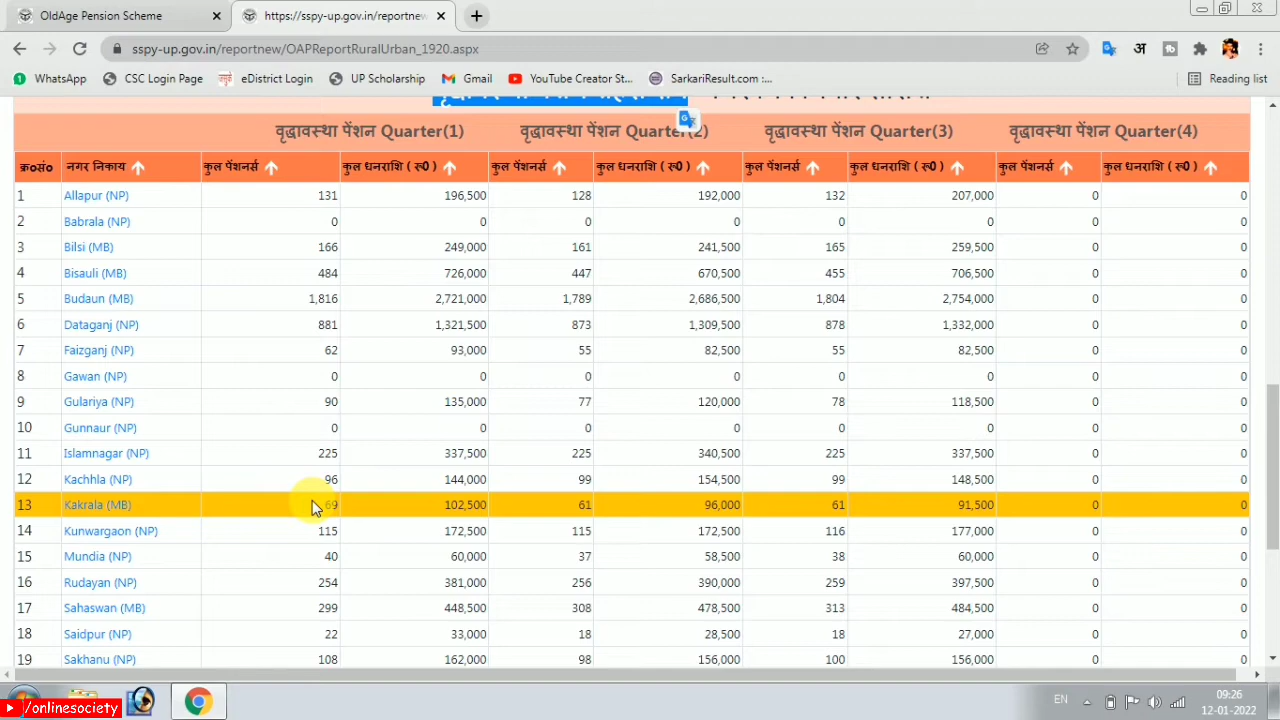 OldAge Pension Scheme https://sspy-up.gov.in/reportnew
sspy-up.gov.in/reportnew/OAPReportRuralUrban_1920.aspx अ
WhatsApp CSC Login Page eDistrict Login UP Scholarship Gmail YouTube Creator St... SarkariResult.com :... Reading list
वृद्धावस्था पेंशन Quarter(1) वृद्धावस्था पेंशन Quarter(2) वृद्धावस्था पेंशन Quarter(3) वृद्धावस्था पेंशन Quarter(4)
क्र०सं० नगर निकाय कुल पेंशनर्स कुल धनराशि ( रू0 ) कुल पेंशनर्स कुल धनराशि ( रू0 ) कुल पेंशनर्स कुल धनराशि ( रू0 ) कुल पेंशनर्स कुल धनराशि ( रू0 )
1 Allapur (NP) 131 196,500 128 192,000 132 207,000 0 0
2 Babrala (NP) 0 0 0 0 0 0 0 0
3 Bilsi (MB) 166 249,000 161 241,500 165 259,500 0 0
4 Bisauli (MB) 484 726,000 447 670,500 455 706,500 0 0
5 Budaun (MB) 1,816 2,721,000 1,789 2,686,500 1,804 2,754,000 0 0
6 Dataganj (NP) 881 1,321,500 873 1,309,500 878 1,332,000 0 0
7 Faizganj (NP) 62 93,000 55 82,500 55 82,500 0 0
8 Gawan (NP) 0 0 0 0 0 0 0 0
9 Gulariya (NP) 90 135,000 77 120,000 78 118,500 0 0
10 Gunnaur (NP) 0 0 0 0 0 0 0 0
11 Islamnagar (NP) 225 337,500 225 340,500 225 337,500 0 0
12 Kachhla (NP) 96 144,000 99 154,500 99 148,500 0 0
13 Kakrala (MB) 69 102,500 61 96,000 61 91,500 0 0
14 Kunwargaon (NP) 115 172,500 115 172,500 116 177,000 0 0
15 Mundia (NP) 40 60,000 37 58,500 38 60,000 0 0
16 Rudayan (NP) 254 381,000 256 390,000 259 397,500 0 0
17 Sahaswan (MB) 299 448,500 308 478,500 313 484,500 0 0
18 Saidpur (NP) 22 33,000 18 28,500 18 27,000 0 0
19 Sakhanu (NP) 108 162,000 98 156,000 100 156,000 0 0
/onlinesociety EN 09:26
12-01-2022